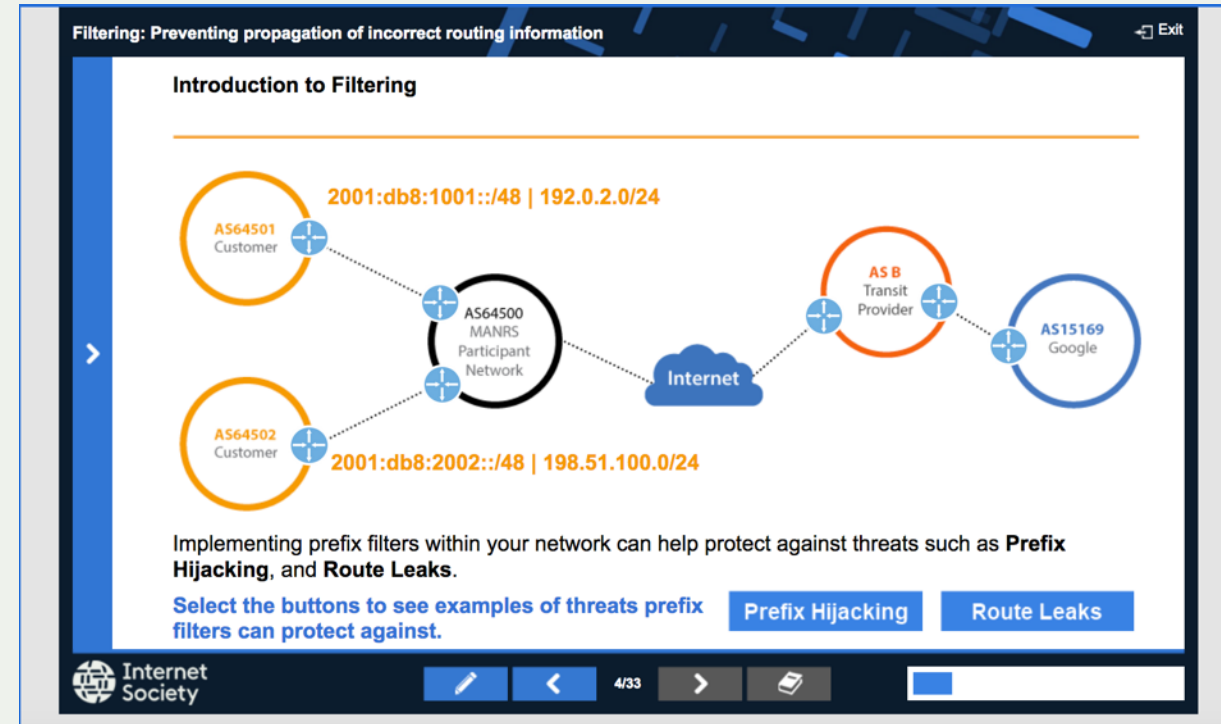 Filtering: Preventing propagation of incorrect routing information
Exit
Introduction to Filtering
2001:db8:1001::/48 | 192.0.2.0/24
AS64501
Customer
AS64500
MANRS
Participant
Network
Internet
AS B
Transit
Provider
AS15169
Google
AS64502
Customer
2001:db8:2002::/48 | 198.51.100.0/24
Implementing prefix filters within your network can help protect against threats such as Prefix
Hijacking, and Route Leaks.
Select the buttons to see examples of threats prefix
filters can protect against.
Prefix Hijacking
Route Leaks
Internet
Society
4/33